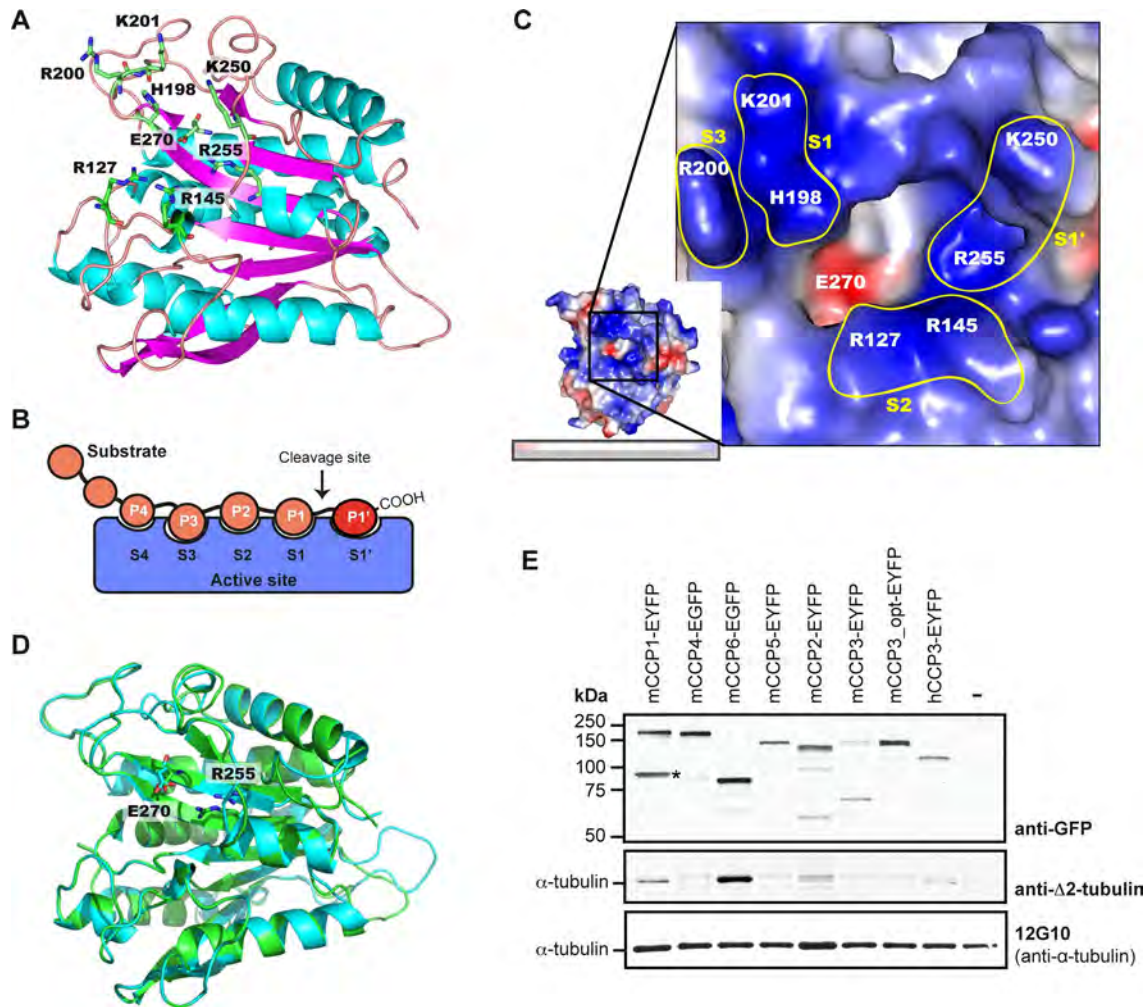 A
K201
R200
K250
H198
E270
R255
R127
R145
B
Substrate
Cleavage site
COOH
P4
P3
P2
P1
P1'
S4
S3
S2
S1
S1'
Active site
C
K201
S3
S1
K250
R200
H198
S1'
R255
E270
R127
R145
S2
D
R255
E270
E
mCCP1-EYFP
mCCP4-EGFP
mCCP6-EGFP
mCCP5-EYFP
mCCP2-EYFP
mCCP3-EYFP
mCCP3_opt-EYFP
hCCP3-EYFP
-
kDa
250
150
100
75
50
*
anti-GFP
α-tubulin
anti-Δ2-tubulin
α-tubulin
12G10
(anti-α-tubulin)